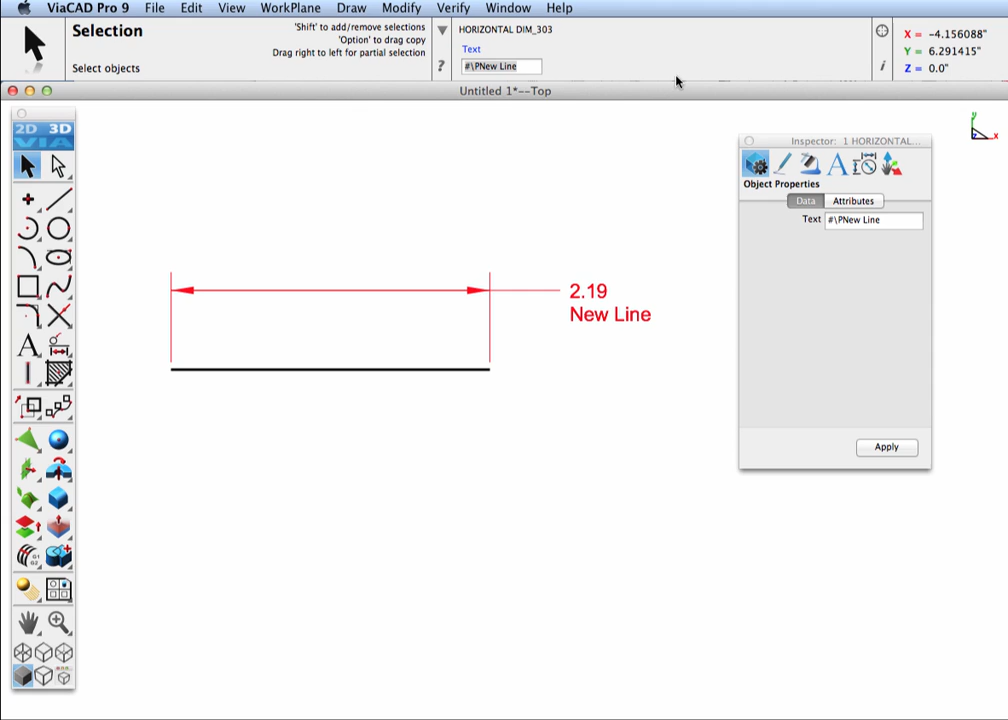 ViaCAD Pro 9 File Edit View WorkPlane Draw Modify Verify Window Help
Selection
Select objects
'Shift' to add/remove selections
'Option' to drag copy
Drag right to left for partial selection
?
HORIZONTAL DIM_303
Text
#\PNew Line
i
X = -4.156088"
Y = 6.291415"
Z = 0.0"
Untitled 1*--Top
2D 3D
VIA
A
G1
G2
y
z x
2.19
New Line
Inspector: 1 HORIZONTAL...
A
Object Properties
Data Attributes
Text #\PNew Line
Apply